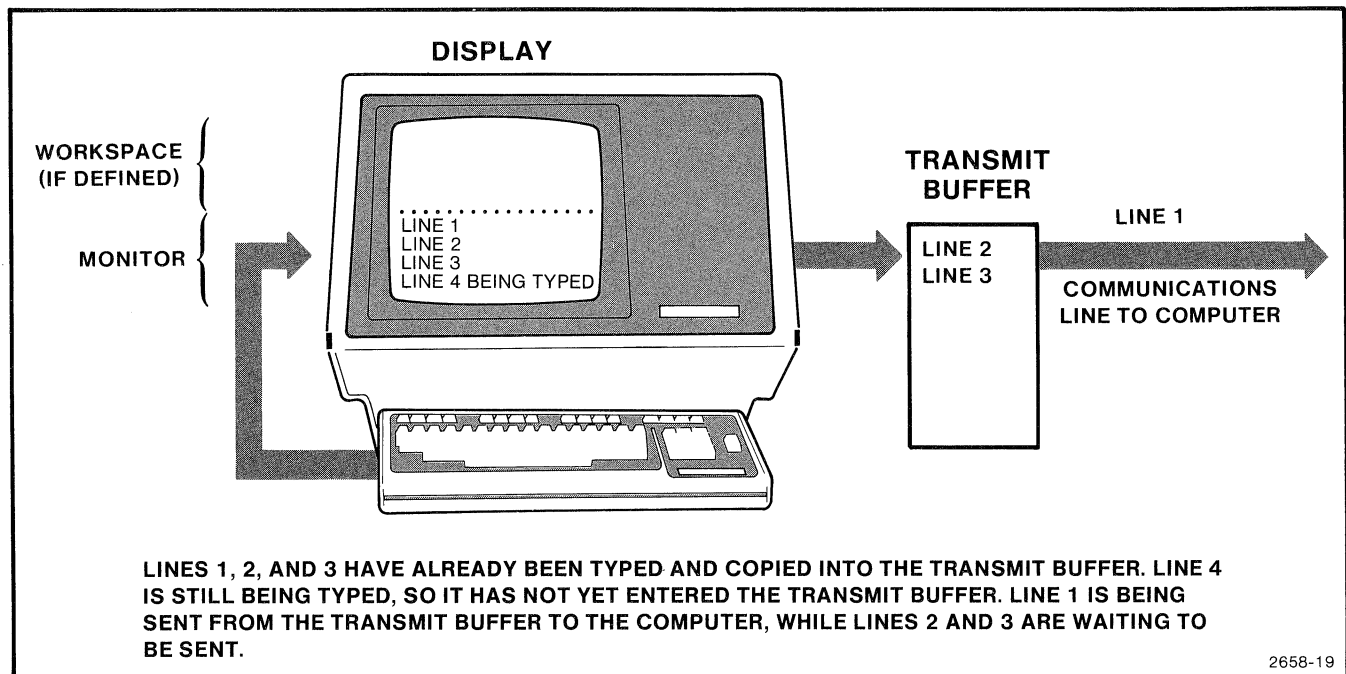 DISPLAY
WORKSPACE
(IF DEFINED)
MONITOR
LINE 1
LINE 2
LINE 3
LINE 4 BEING TYPED
TRANSMIT
BUFFER
LINE 2
LINE 3
LINE 1
COMMUNICATIONS
LINE TO COMPUTER
LINES 1, 2, AND 3 HAVE ALREADY BEEN TYPED AND COPIED INTO THE TRANSMIT BUFFER. LINE 4
IS STILL BEING TYPED, SO IT HAS NOT YET ENTERED THE TRANSMIT BUFFER. LINE 1 IS BEING
SENT FROM THE TRANSMIT BUFFER TO THE COMPUTER, WHILE LINES 2 AND 3 ARE WAITING TO
BE SENT.
2658-19